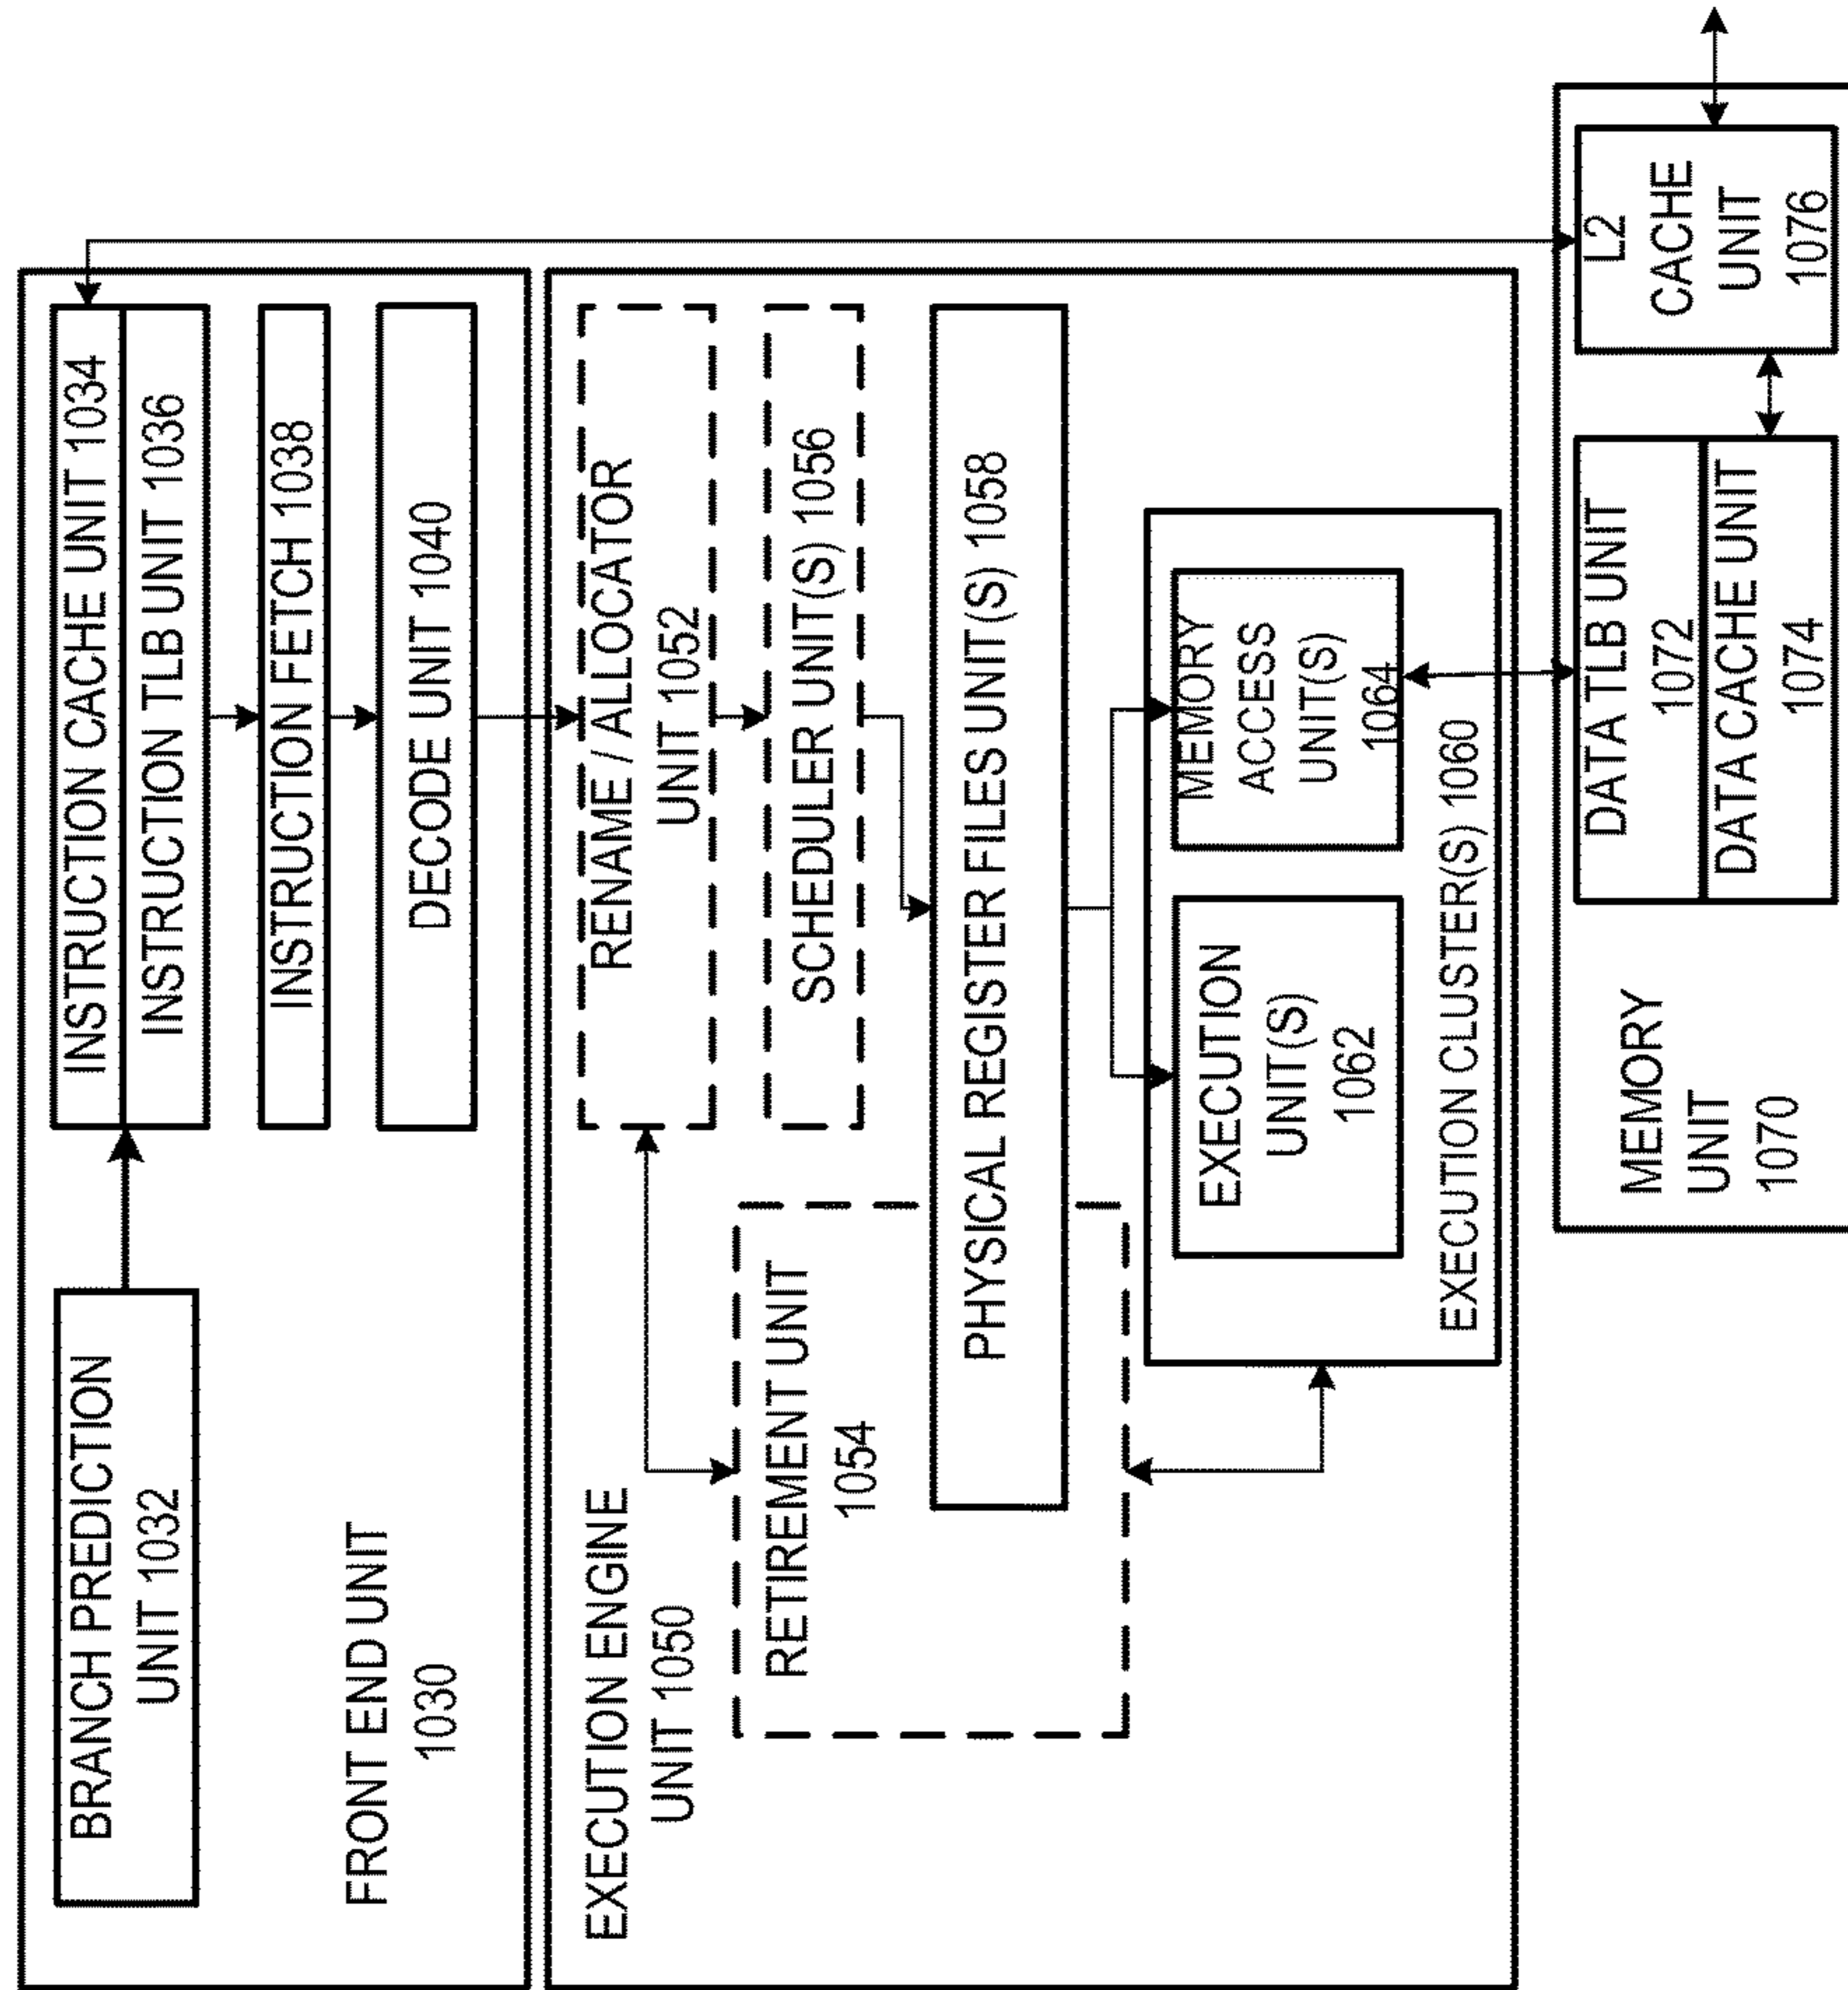 BRANCH PREDICTION
UNIT 1032
INSTRUCTION CACHE UNIT 1034
INSTRUCTION TLB UNIT 1036
INSTRUCTION FETCH 1038
DECODE UNIT 1040
FRONT END UNIT
1030
EXECUTION ENGINE
UNIT 1050
RENAME / ALLOCATOR
UNIT 1052
RETIREMENT UNIT
1054
SCHEDULER UNIT(S) 1056
PHYSICAL REGISTER FILES UNIT(S) 1058
EXECUTION
UNIT(S)
1062
MEMORY
ACCESS
UNIT(S)
1064
EXECUTION CLUSTER(S) 1060
MEMORY
UNIT
1070
DATA TLB UNIT
1072
DATA CACHE UNIT
1074
L2
CACHE
UNIT
1076